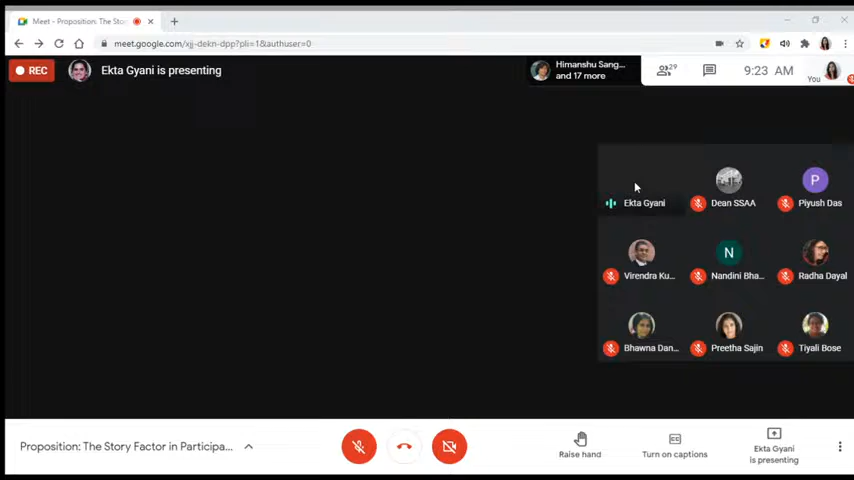 Meet - Proposition: The Sto
meet.google.com/xjj-dekn-dpp?pli=1&authuser=0
REC
Ekta Gyani is presenting
Himanshu Sang...
and 17 more
29
9:23 AM
You
Ekta Gyani
Dean SSAA
P
Piyush Das
Virendra Ku...
N
Nandini Bha...
Radha Dayal
Bhawna Dan...
Preetha Sajin
Tiyali Bose
Proposition: The Story Factor in Participa...
Raise hand
CC
Turn on captions
Ekta Gyani
is presenting